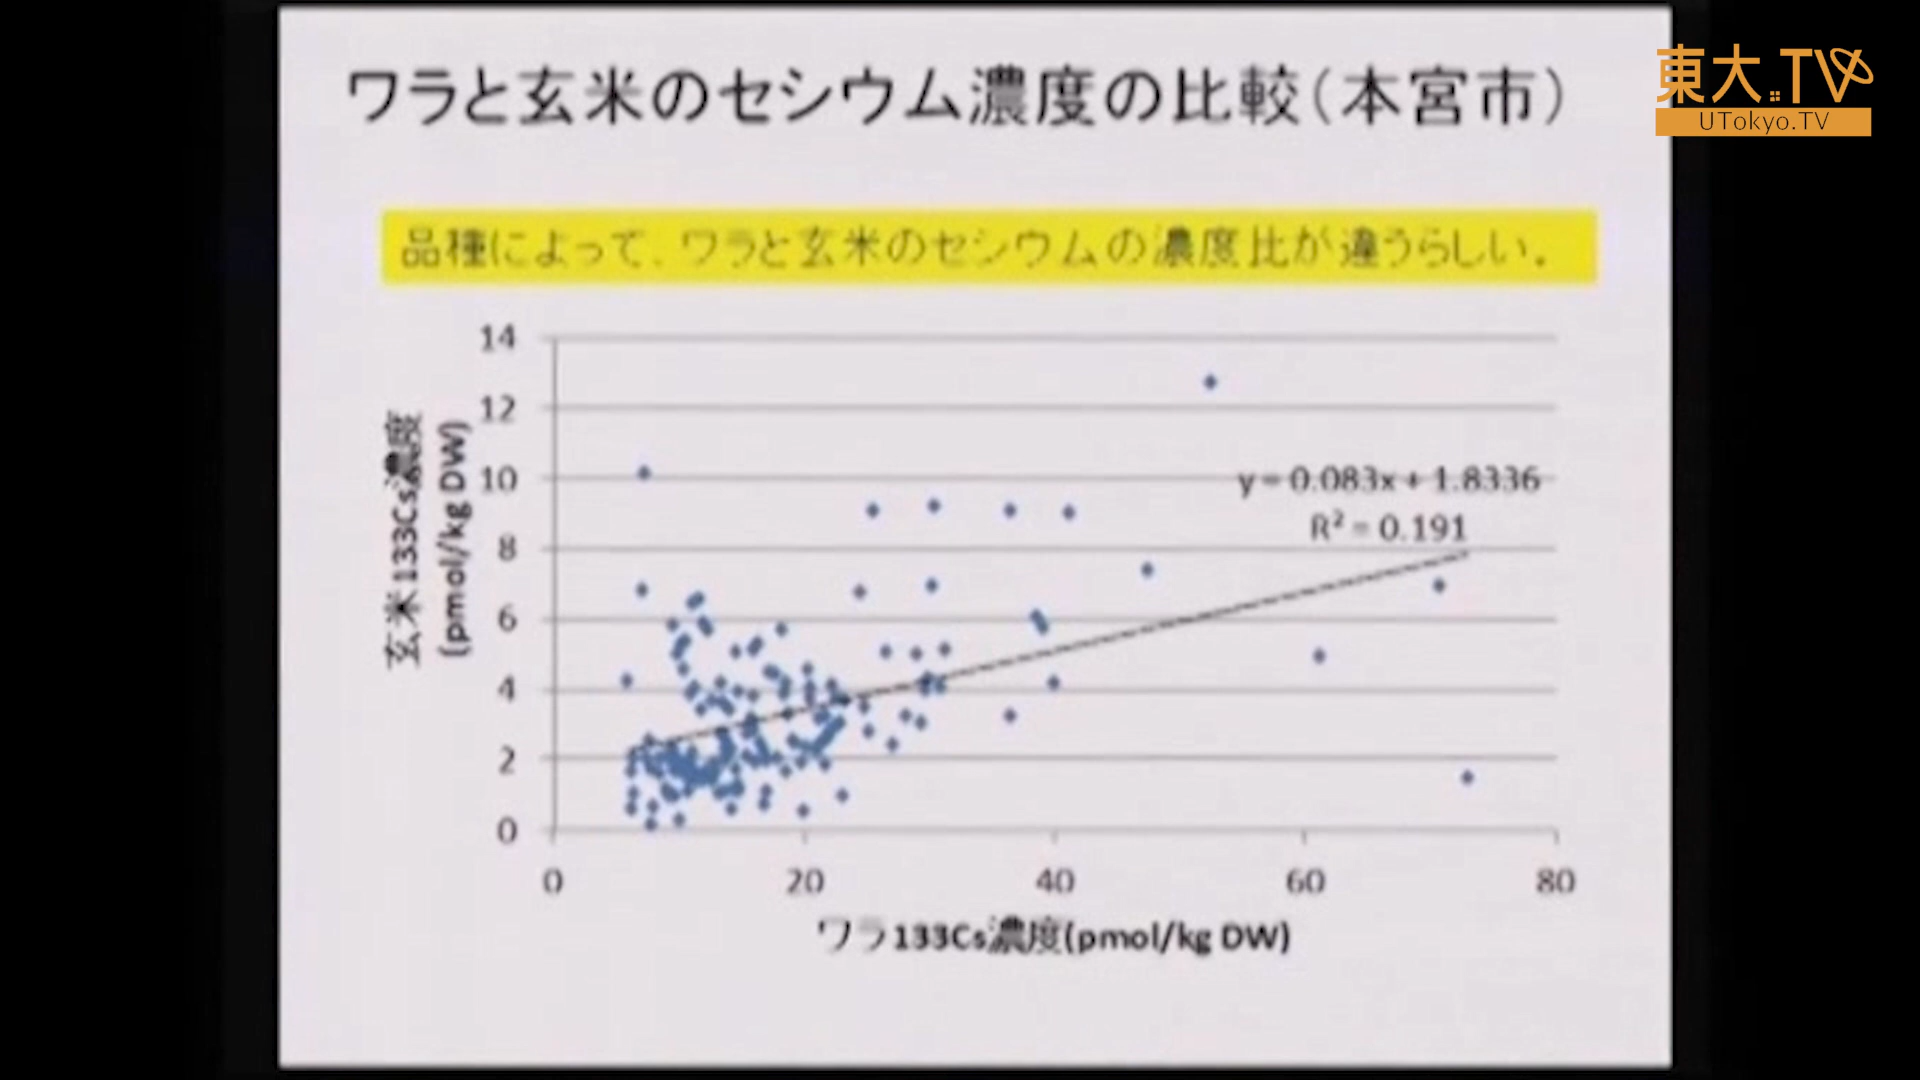 ワラと玄米のセシウム濃度の比較(本宮市)
東大.TV
UTokyo.TV
品種によって、ワラと玄米のセシウムの濃度比が違うらしい。
14
12
10
8
6
4
2
0
玄米133Cs濃度
(pmol/kg DW)
y = 0.083x + 1.8336
R² = 0.191
0 20 40 60 80
ワラ133Cs濃度(pmol/kg DW)